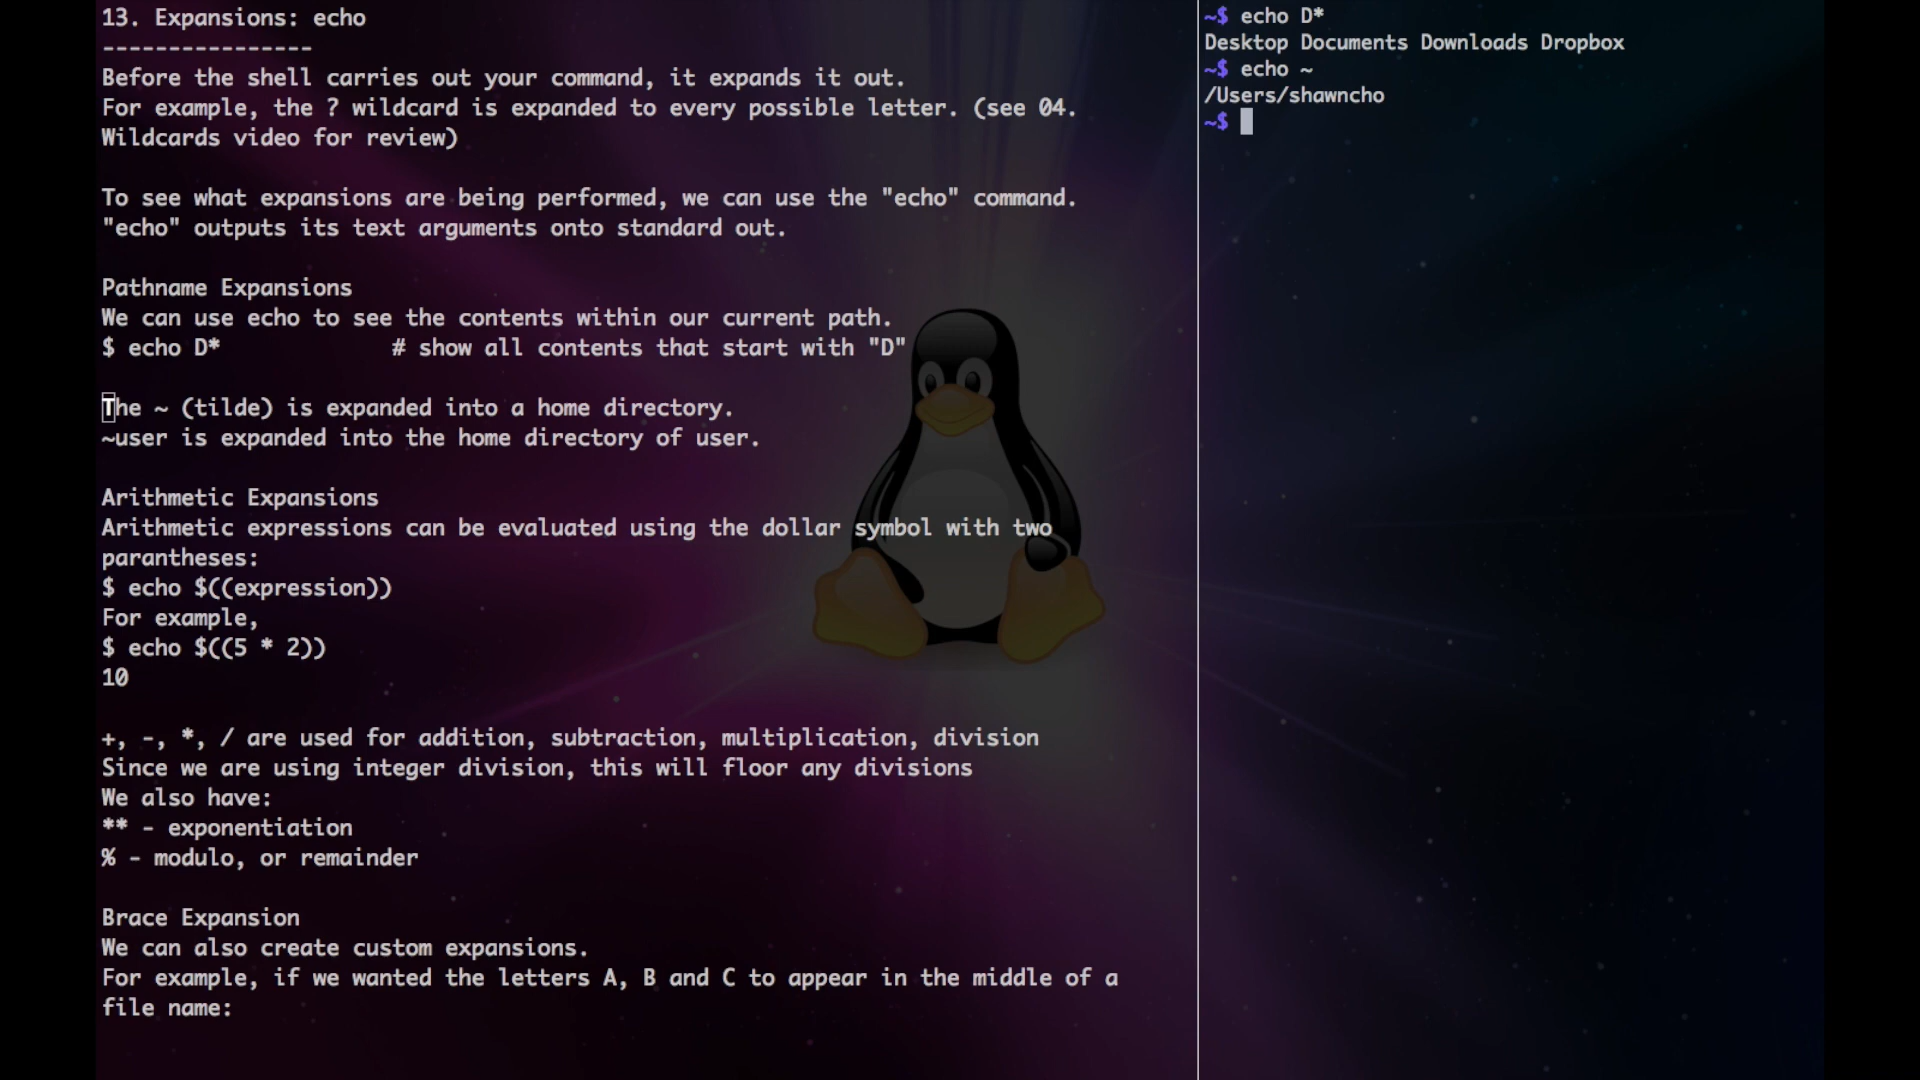 13. Expansions: echo
----------------
Before the shell carries out your command, it expands it out.
For example, the ? wildcard is expanded to every possible letter. (see 04.
Wildcards video for review)
To see what expansions are being performed, we can use the "echo" command.
"echo" outputs its text arguments onto standard out.
Pathname Expansions
We can use echo to see the contents within our current path.
$ echo D*             # show all contents that start with "D"
The ~ (tilde) is expanded into a home directory.
~user is expanded into the home directory of user.
Arithmetic Expansions
Arithmetic expressions can be evaluated using the dollar symbol with two
parantheses:
$ echo $((expression))
For example,
$ echo $((5 * 2))
10
+, -, *, / are used for addition, subtraction, multiplication, division
Since we are using integer division, this will floor any divisions
We also have:
** - exponentiation
% - modulo, or remainder
Brace Expansion
We can also create custom expansions.
For example, if we wanted the letters A, B and C to appear in the middle of a
file name:
~$ echo D*
Desktop Documents Downloads Dropbox
~$ echo ~
/Users/shawncho
~$